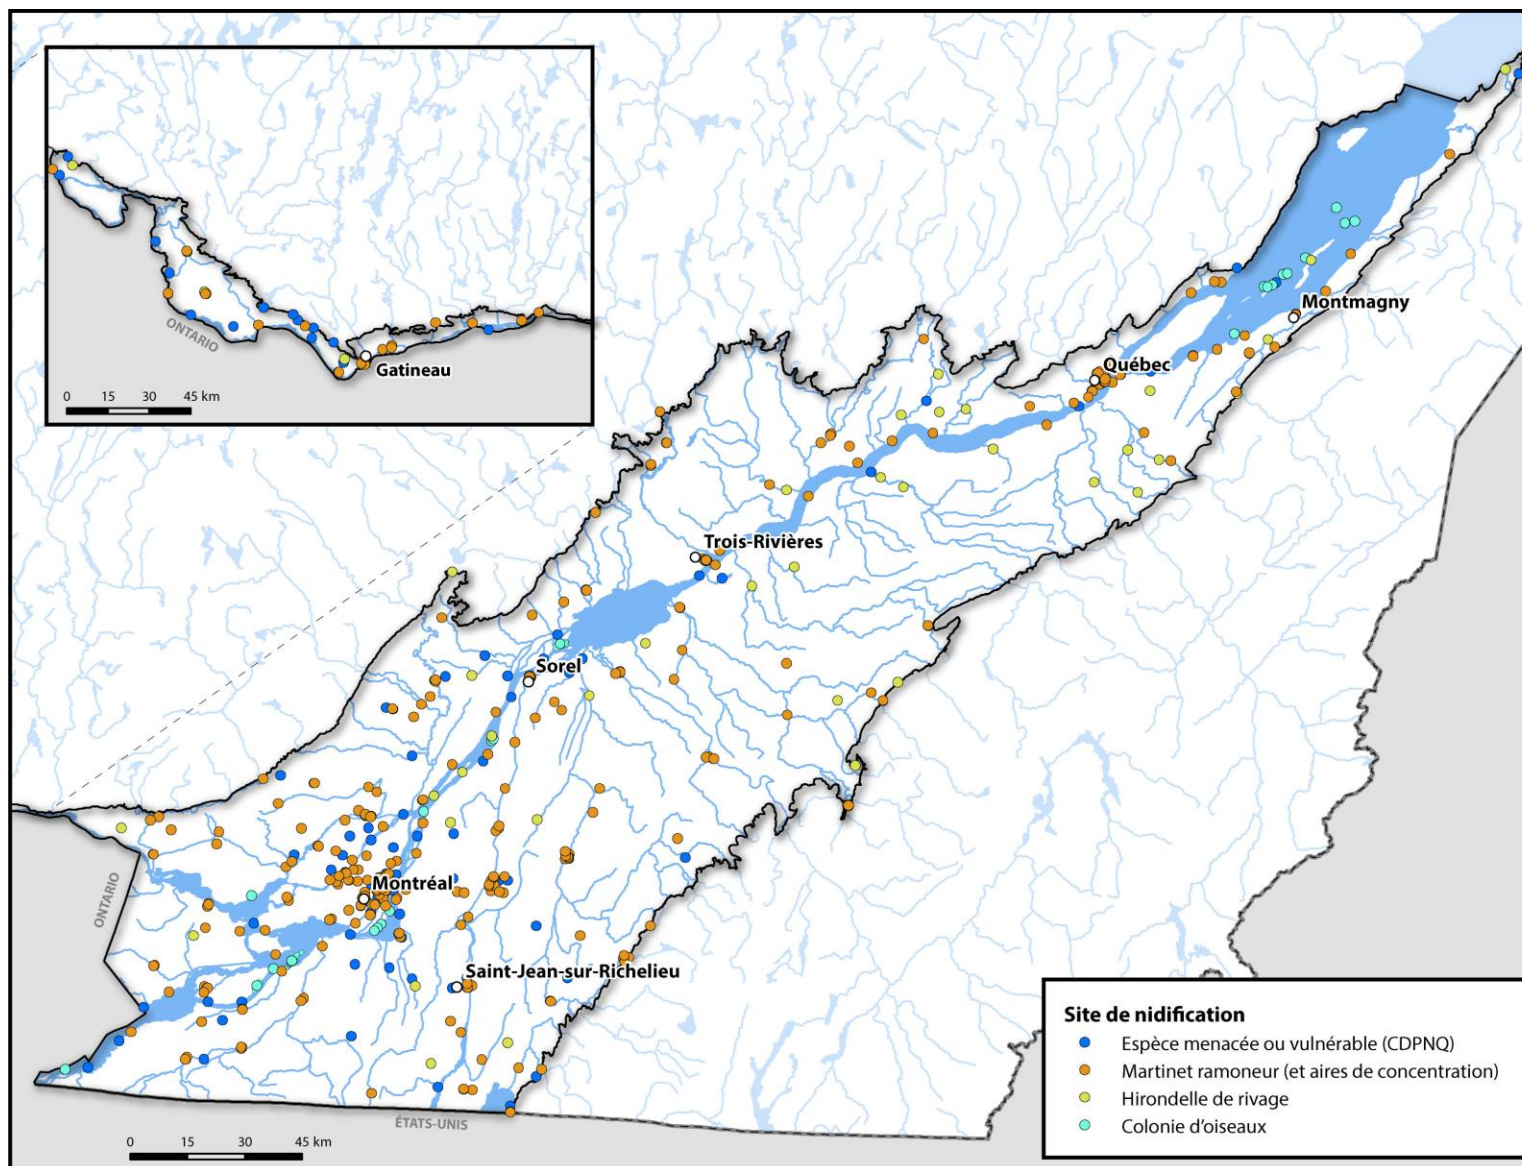 ONTARIO
Gatineau
0 15 30 45 km
Montmagny
Québec
Trois-Rivières
Sorel
ONTARIO
Montréal
Saint-Jean-sur-Richelieu
ÉTATS-UNIS
0 15 30 45 km
Site de nidification
Espèce menacée ou vulnérable (CDPNQ)
Martinet ramoneur (et aires de concentration)
Hirondelle de rivage
Colonie d'oiseaux